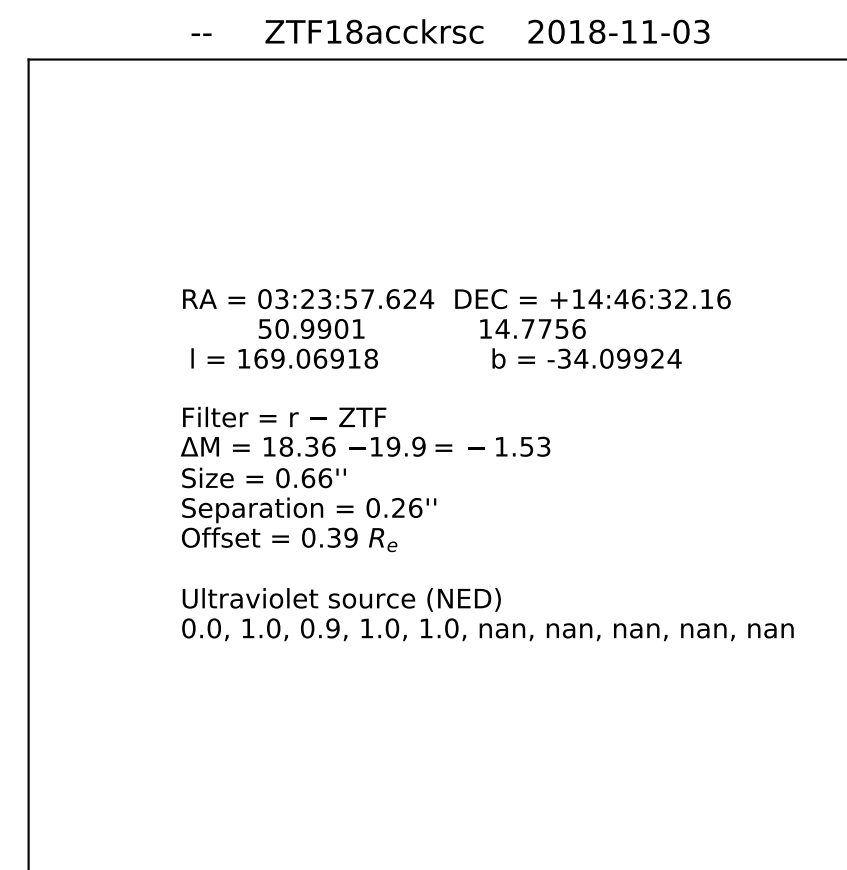 -- ZTF18acckrsc 2018-11-03
RA = 03:23:57.624 DEC = +14:46:32.16
50.9901 14.7756
l = 169.06918 b = -34.09924
Filter = r − ZTF
ΔM = 18.36 −19.9 = − 1.53
Size = 0.66''
Separation = 0.26''
Offset = 0.39 Rₑ
Ultraviolet source (NED)
0.0, 1.0, 0.9, 1.0, 1.0, nan, nan, nan, nan, nan